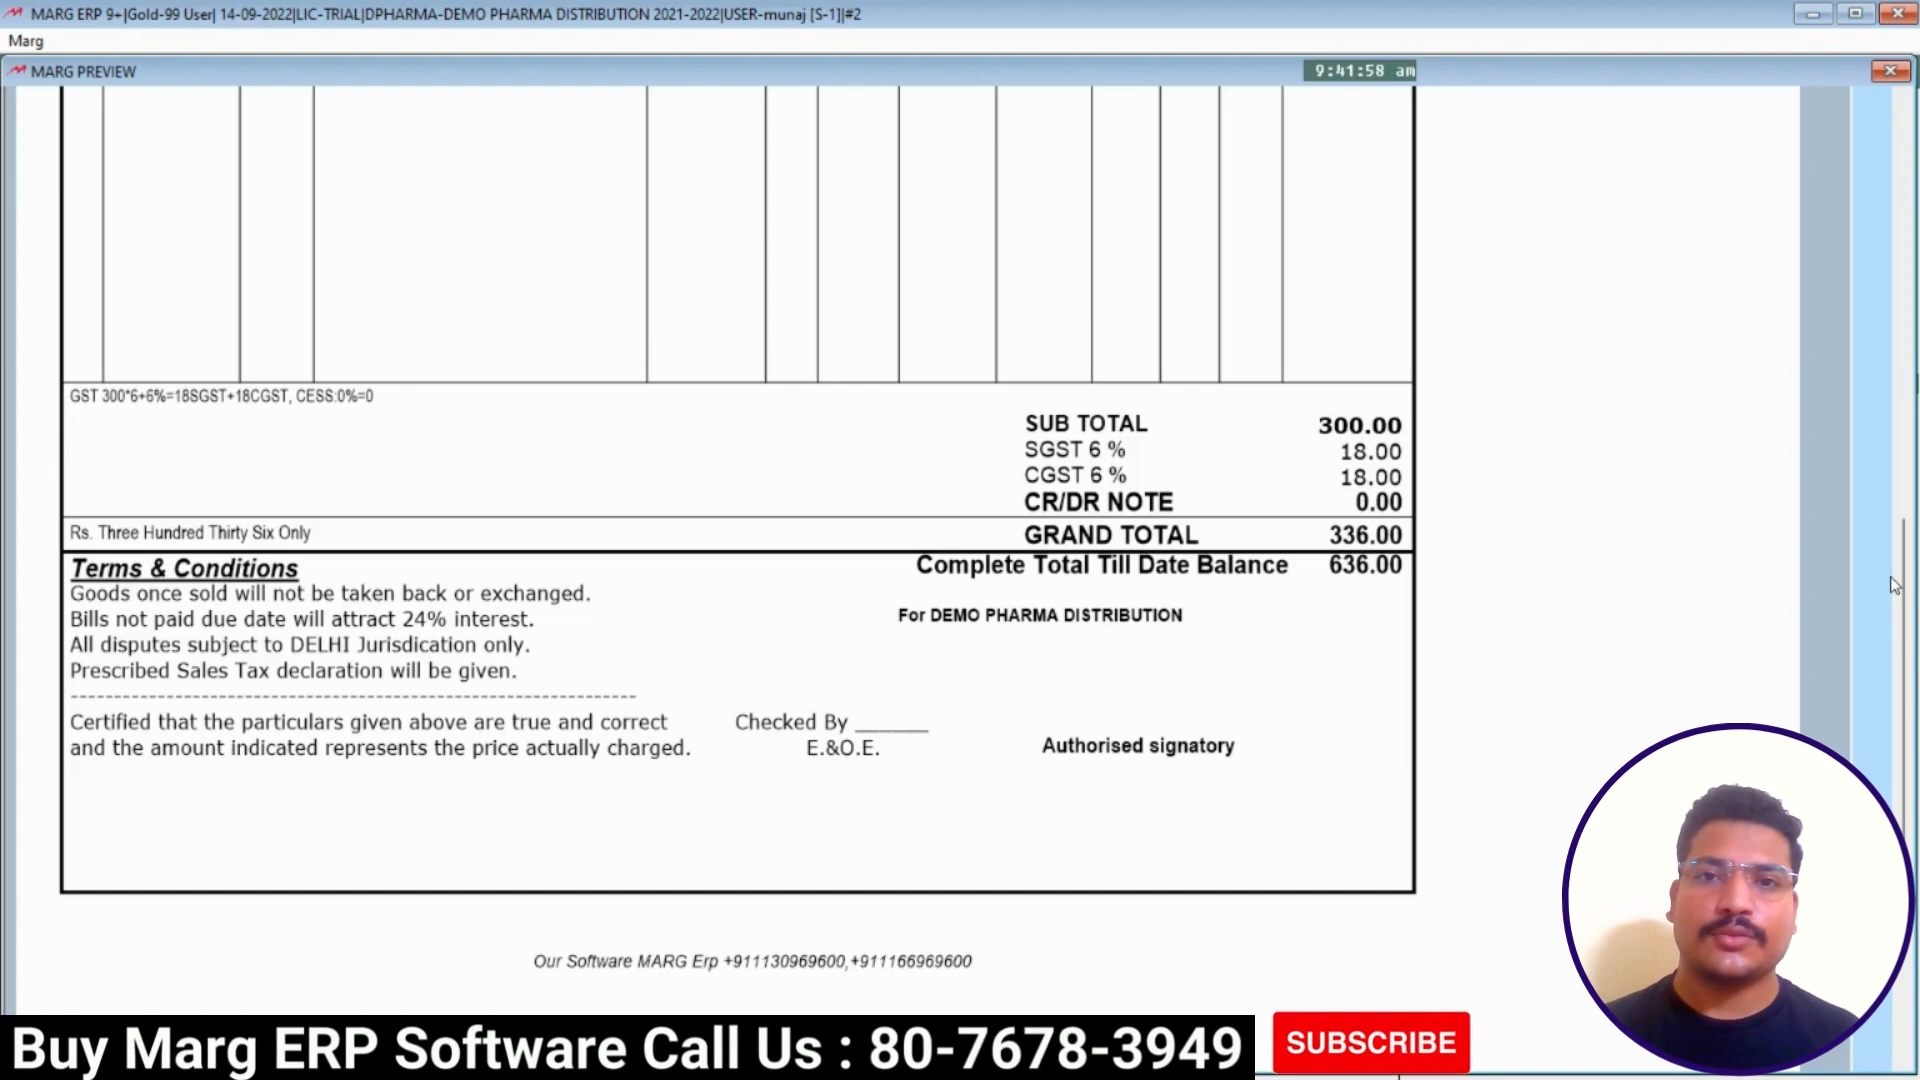 MARG ERP 9+|Gold-99 User| 14-09-2022|LIC-TRIAL|DPHARMA-DEMO PHARMA DISTRIBUTION 2021-2022|USER-munaj [S-1]|#2
Marg
MARG PREVIEW
9:41:58 am
GST 300*6+6%=18SGST+18CGST, CESS:0%=0
SUB TOTAL 300.00
SGST 6 % 18.00
CGST 6 % 18.00
CR/DR NOTE 0.00
Rs. Three Hundred Thirty Six Only GRAND TOTAL 336.00
Terms & Conditions Complete Total Till Date Balance 636.00
Goods once sold will not be taken back or exchanged.
Bills not paid due date will attract 24% interest. For DEMO PHARMA DISTRIBUTION
All disputes subject to DELHI Jurisdication only.
Prescribed Sales Tax declaration will be given.
----------------------------------------------------------------
Certified that the particulars given above are true and correct Checked By ______
and the amount indicated represents the price actually charged. E.&O.E. Authorised signatory
Our Software MARG Erp +911130969600,+911166969600
Buy Marg ERP Software Call Us : 80-7678-3949
SUBSCRIBE